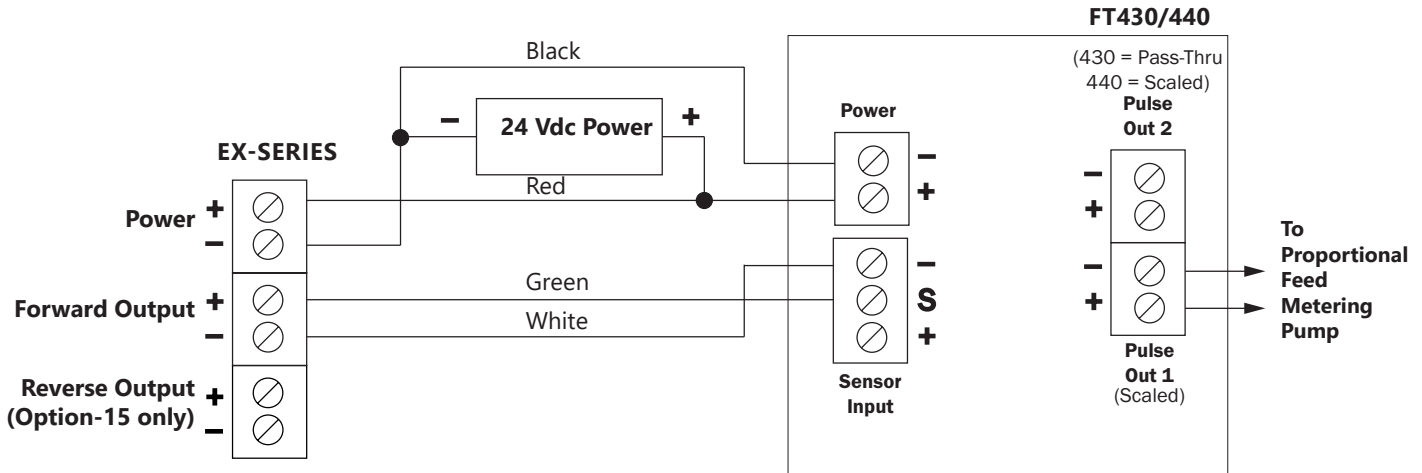 FT430/440
(430 = Pass-Thru
440 = Scaled)
Pulse
Out 2
Black
− 24 Vdc Power +
Power
−
+
EX-SERIES
Red
Power +
−
−
+
Green
White
Forward Output +
−
−
S
+
Sensor
Input
−
+
Pulse
Out 1
(Scaled)
To
Proportional
Feed
Metering
Pump
Reverse Output +
(Option-15 only) −